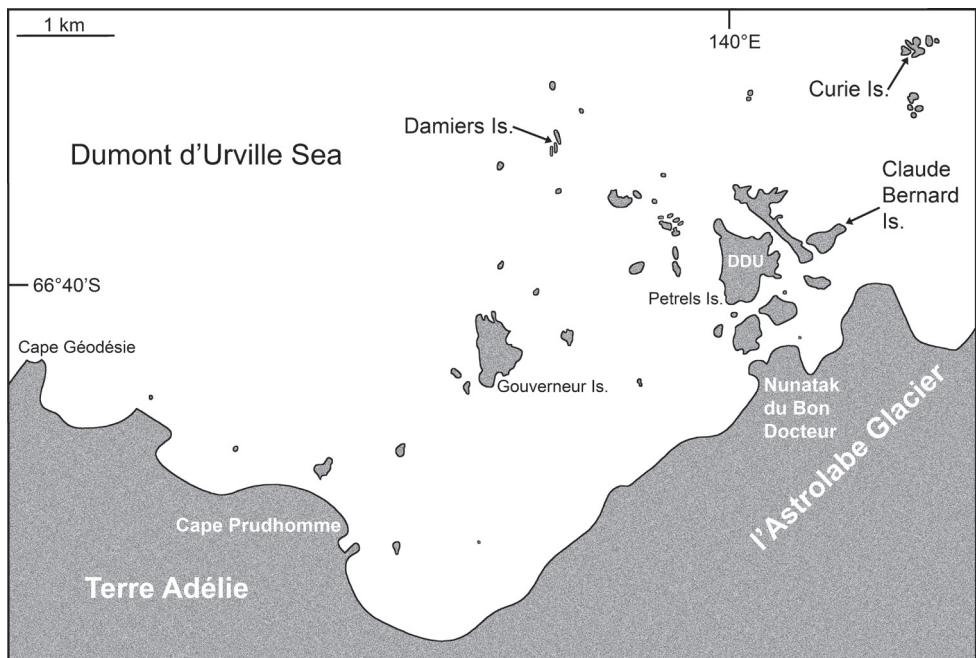 1 km
140°E
Curie Is.
Damiers Is.
Dumont d'Urville Sea
Claude
Bernard
Is.
DDU
66°40'S
Petrels Is.
Cape Géodésie
Gouverneur Is.
Nunatak
du Bon
Docteur
l'Astrolabe Glacier
Cape Prudhomme
Terre Adélie